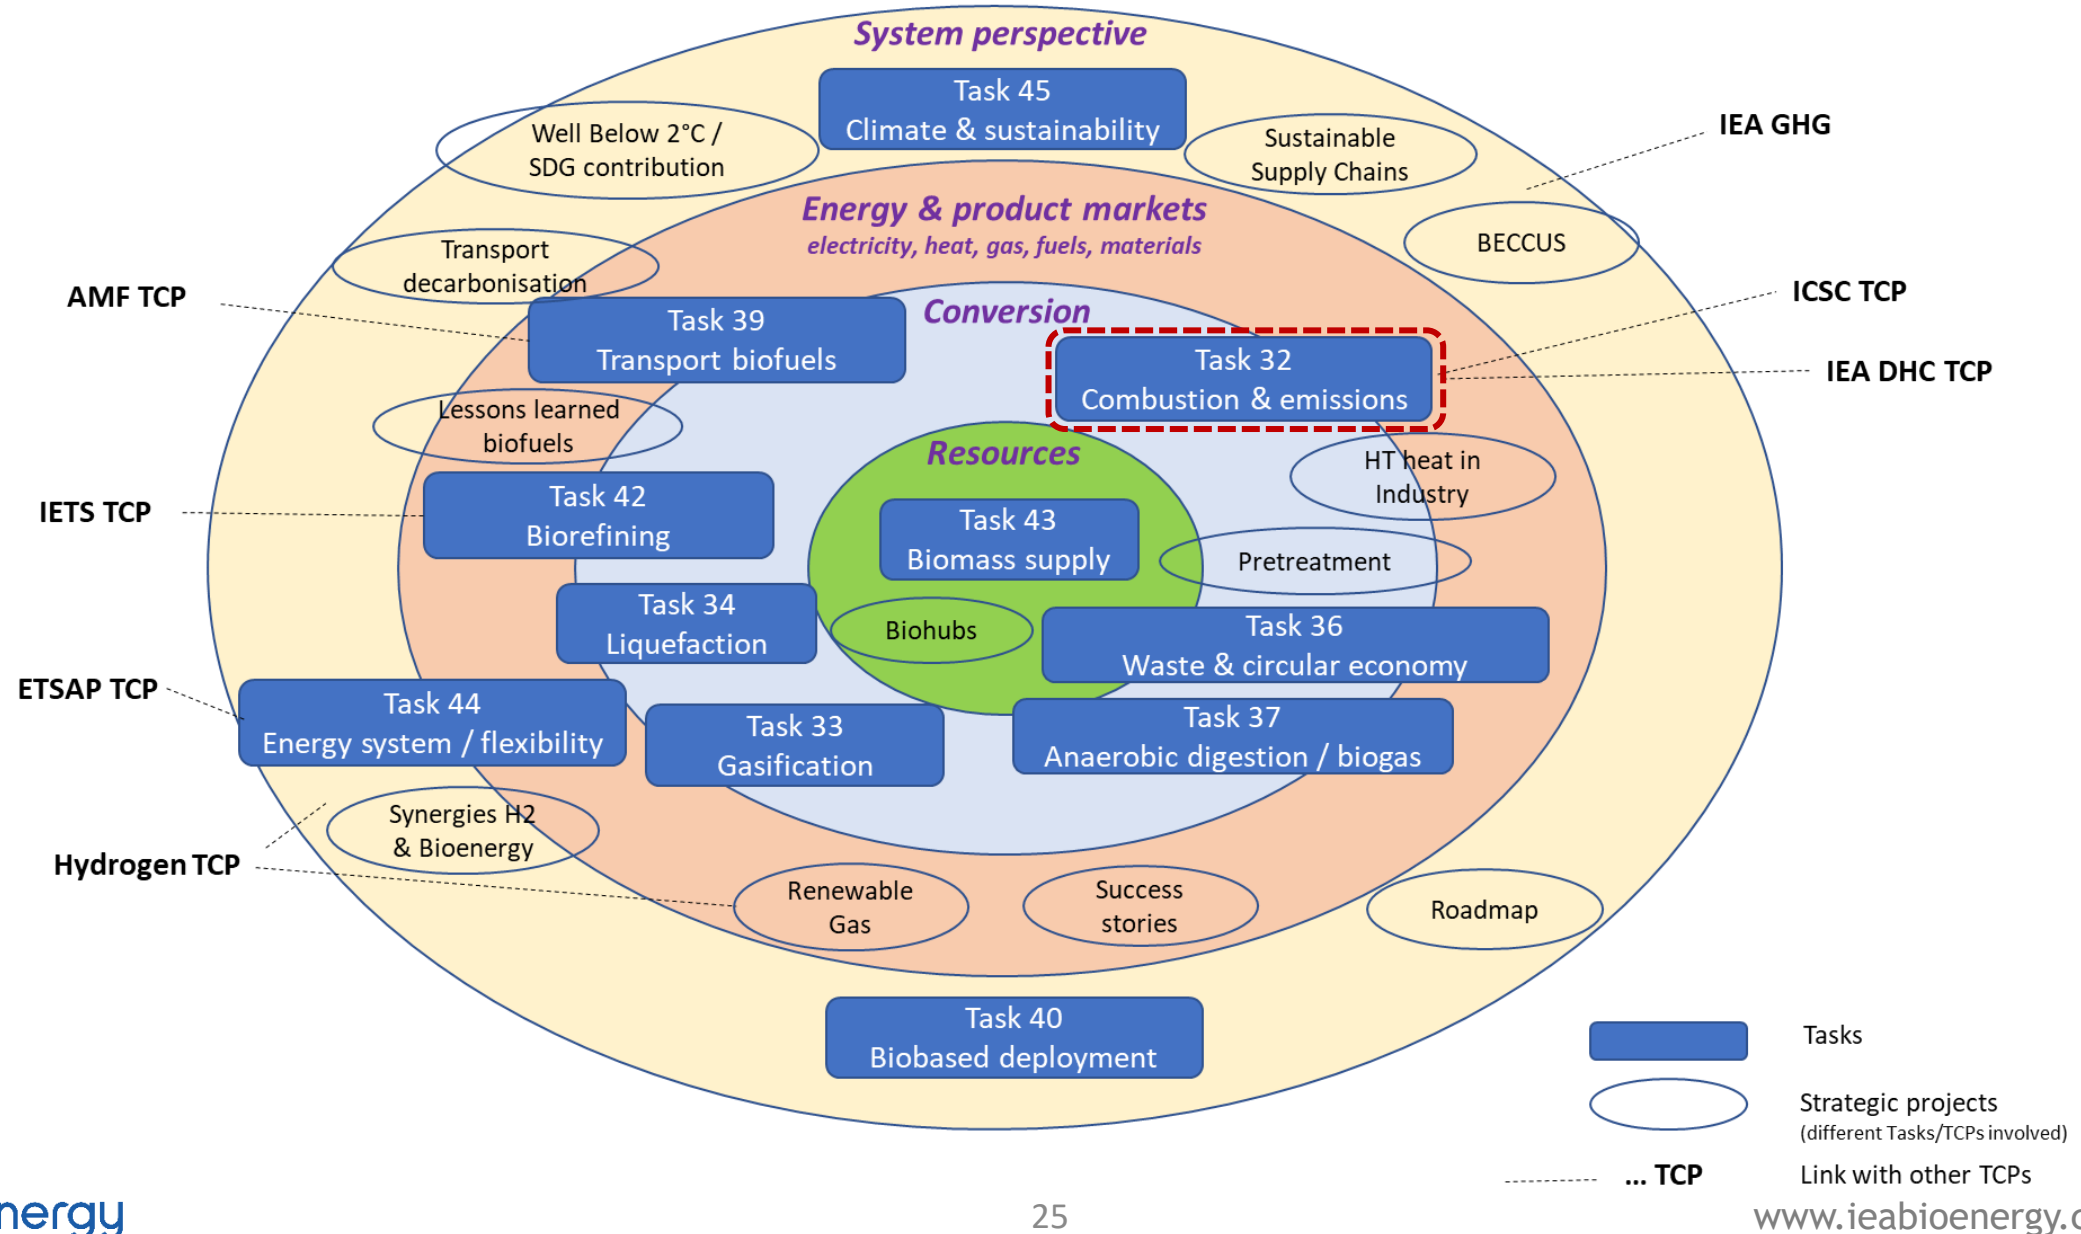 System perspective
Task 45
Climate & sustainability
Well Below 2°C /
SDG contribution
Sustainable
Supply Chains
IEA GHG
Energy & product markets
electricity, heat, gas, fuels, materials
BECCUS
Transport
decarbonisation
AMF TCP
ICSC TCP
Conversion
Task 39
Transport biofuels
Task 32
Combustion & emissions
IEA DHC TCP
Lessons learned
biofuels
Resources
HT heat in
Industry
IETS TCP
Task 42
Biorefining
Task 43
Biomass supply
Pretreatment
Task 34
Liquefaction
Biohubs
Task 36
Waste & circular economy
ETSAP TCP
Task 44
Energy system / flexibility
Task 33
Gasification
Task 37
Anaerobic digestion / biogas
Synergies H2
& Bioenergy
Hydrogen TCP
Renewable
Gas
Success
stories
Roadmap
Task 40
Biobased deployment
Tasks
Strategic projects
(different Tasks/TCPs involved)
... TCP
Link with other TCPs
nergy
25
www.ieabioenergy.c